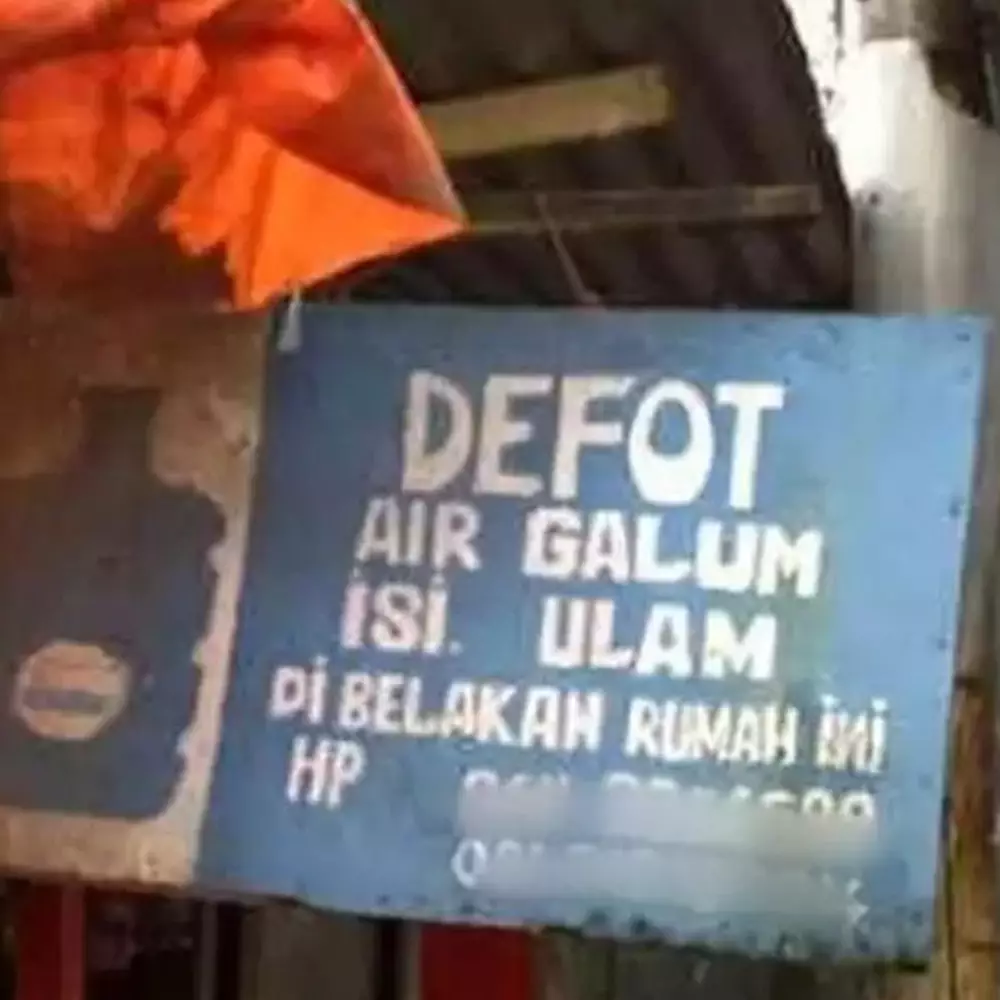 DEFOT
AIR GALUM
ISI. ULAM
DI BELAKAN RUMAH INI
HP